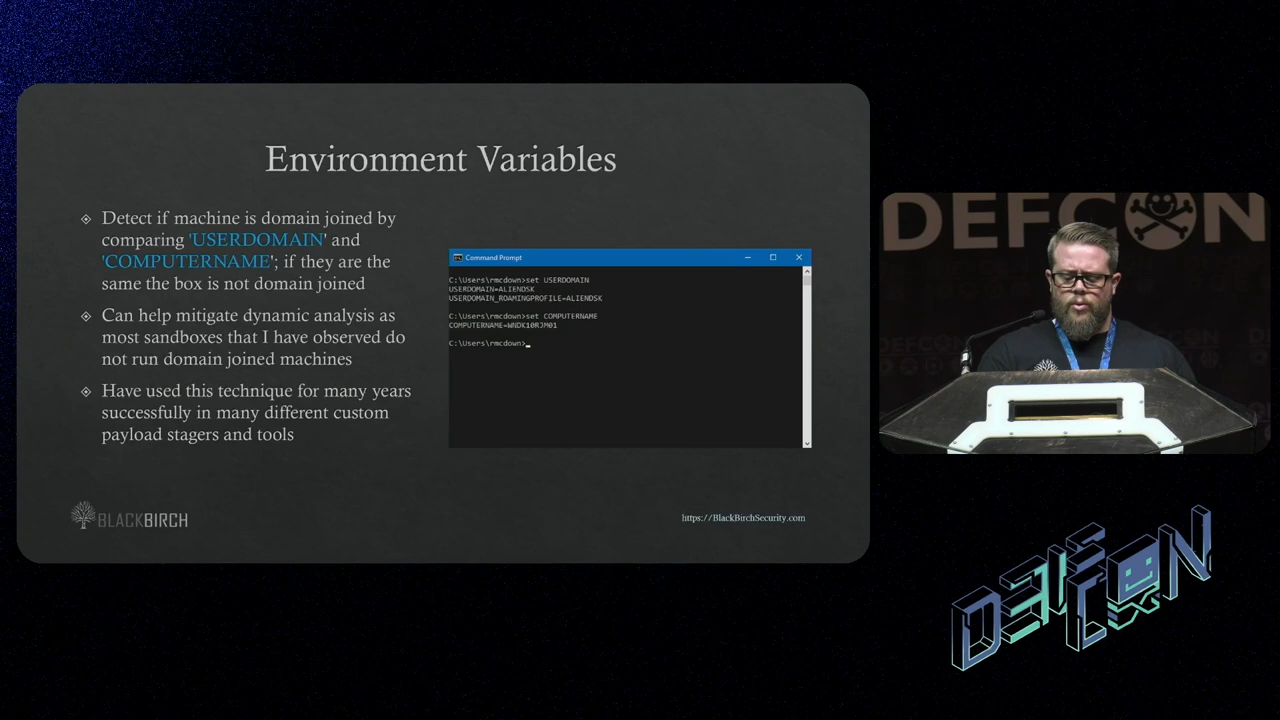 Environment Variables
Detect if machine is domain joined by
comparing 'USERDOMAIN' and
'COMPUTERNAME'; if they are the
same the box is not domain joined
Can help mitigate dynamic analysis as
most sandboxes that I have observed do
not run domain joined machines
Have used this technique for many years
successfully in many different custom
payload stagers and tools
Command Prompt
C:\Users\rmcdown>set USERDOMAIN
USERDOMAIN=ALIENDSK
USERDOMAIN_ROAMINGPROFILE=ALIENDSK
C:\Users\rmcdown>set COMPUTERNAME
COMPUTERNAME=WNDK10RJM01
C:\Users\rmcdown>
BLACKBIRCH
https://BlackBirchSecurity.com
DEFCON
DEFCON